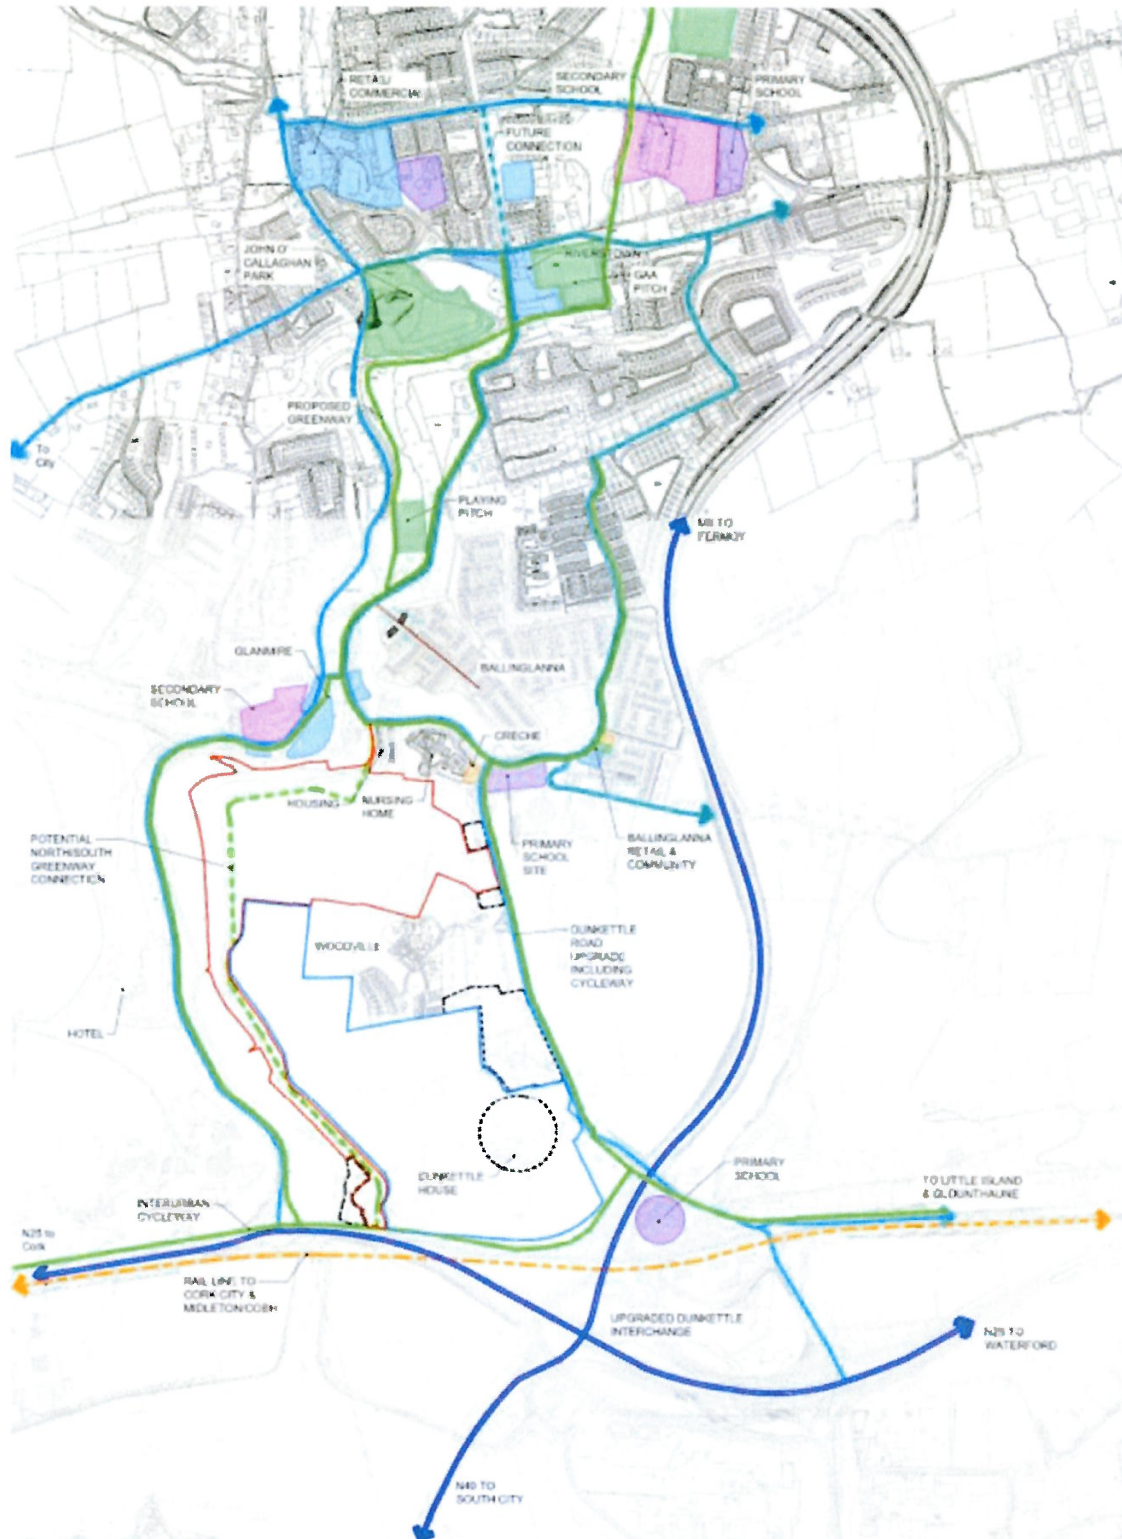 RETAIL/
COMMERCIAL
SECONDARY
SCHOOL
PRIMARY
SCHOOL
SITE
FUTURE
CONNECTION
JOHN O'
CALLAGHAN
PARK
RIVERSTOWN
GAA
PITCH
PROPOSED
GREENWAY
To
City
PLAYING
PITCH
M8 TO
FERMOY
GLANMIRE
BALLINGLANNA
SECONDARY
SCHOOL
CRECHE
HOUSING
NURSING
HOME
POTENTIAL
NORTH/SOUTH
GREENWAY
CONNECTION
PRIMARY
SCHOOL
SITE
BALLINGLANNA
RETAIL &
COMMUNITY
WOODVILLE
DUNKETTLE
ROAD
UPGRADE
INCLUDING
CYCLEWAY
HOTEL
DUNKETTLE
HOUSE
PRIMARY
SCHOOL
TO LITTLE ISLAND
& GLOUNTHAUNE
INTERURBAN
CYCLEWAY
N25 to
Cork
RAIL LINE TO
CORK CITY &
MIDLETON/COBH
UPGRADED DUNKETTLE
INTERCHANGE
N25 TO
WATERFORD
N40 TO
SOUTH CITY